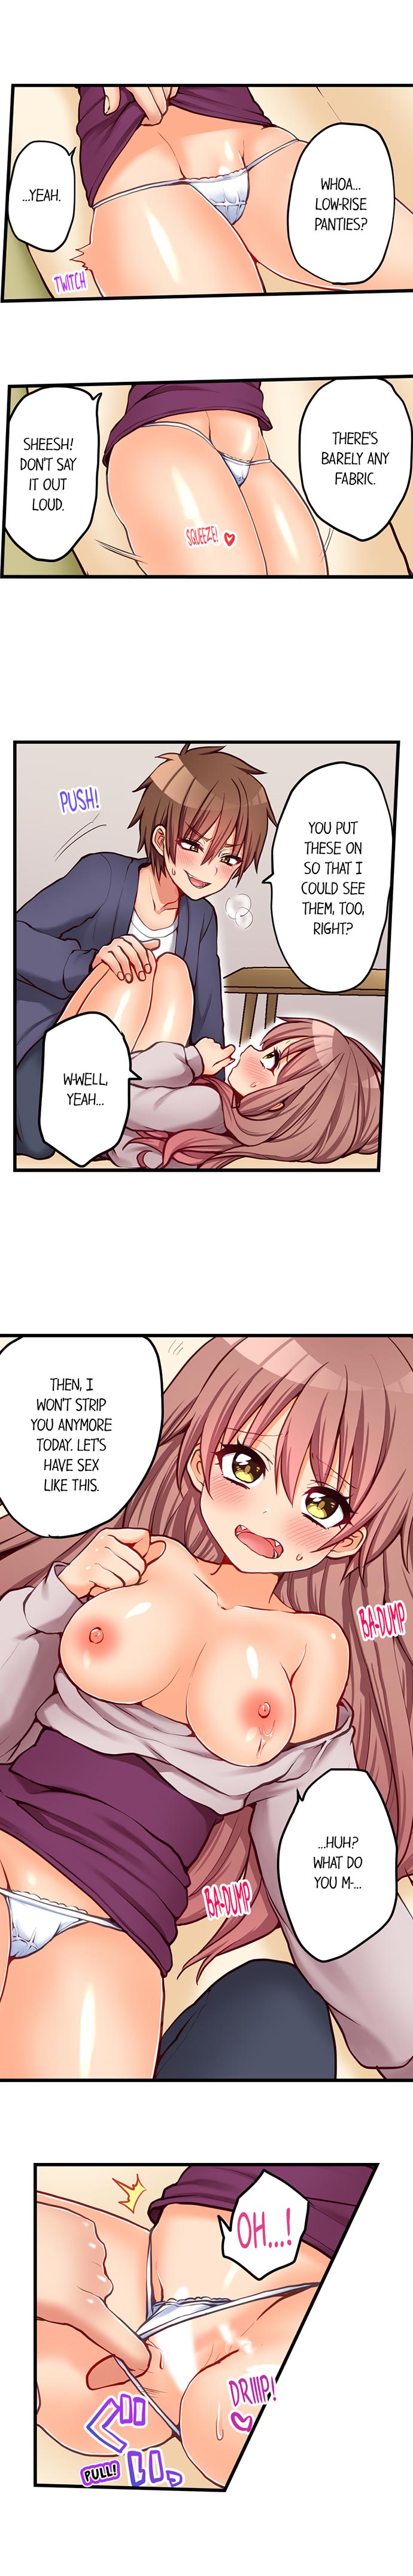 WHOA...
LOW-RISE
PANTIES?
...YEAH.
TWITCH
THERE'S
BARELY ANY
FABRIC.
SHEESH!
DON'T SAY
IT OUT
LOUD.
SQUEEZE!
PUSH!
YOU PUT
THESE ON
SO THAT I
COULD SEE
THEM, TOO,
RIGHT?
W-WELL,
YEAH...
THEN, I
WON'T STRIP
YOU ANYMORE
TODAY. LET'S
HAVE SEX
LIKE THIS.
BA-DUMP
...HUH?
WHAT DO
YOU M-...
BA-DUMP
OH...!
DRIIIP!
PULL!